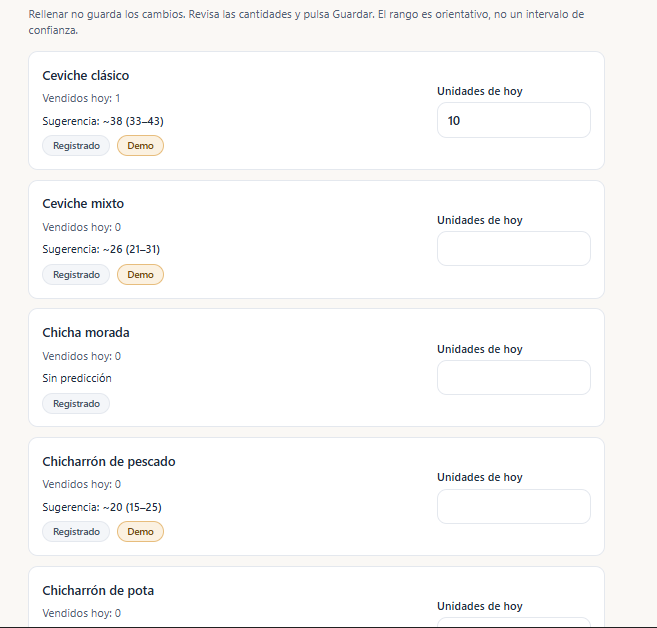 Rellenar no guarda los cambios. Revisa las cantidades y pulsa Guardar. El rango es orientativo, no un intervalo de
confianza.
Ceviche clásico
Vendidos hoy: 1
Sugerencia: ~38 (33–43)
Registrado Demo
Unidades de hoy
10
Ceviche mixto
Vendidos hoy: 0
Sugerencia: ~26 (21–31)
Registrado Demo
Unidades de hoy
Chicha morada
Vendidos hoy: 0
Sin predicción
Registrado
Unidades de hoy
Chicharrón de pescado
Vendidos hoy: 0
Sugerencia: ~20 (15–25)
Registrado Demo
Unidades de hoy
Chicharrón de pota
Vendidos hoy: 0
Unidades de hoy